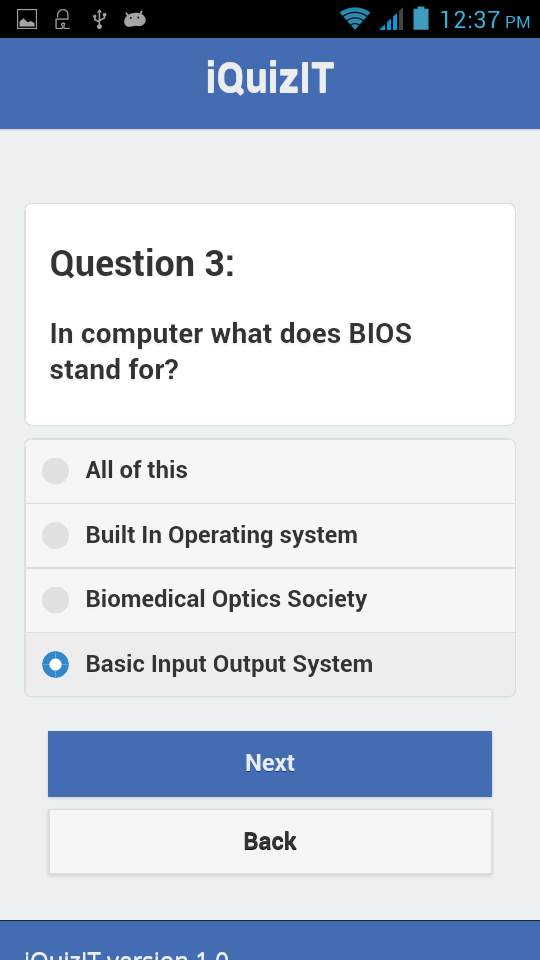 12:37 PM
iQuizIT
Question 3:
In computer what does BIOS
stand for?
All of this
Built In Operating system
Biomedical Optics Society
Basic Input Output System
Next
Back
iQuizIT version 1.0